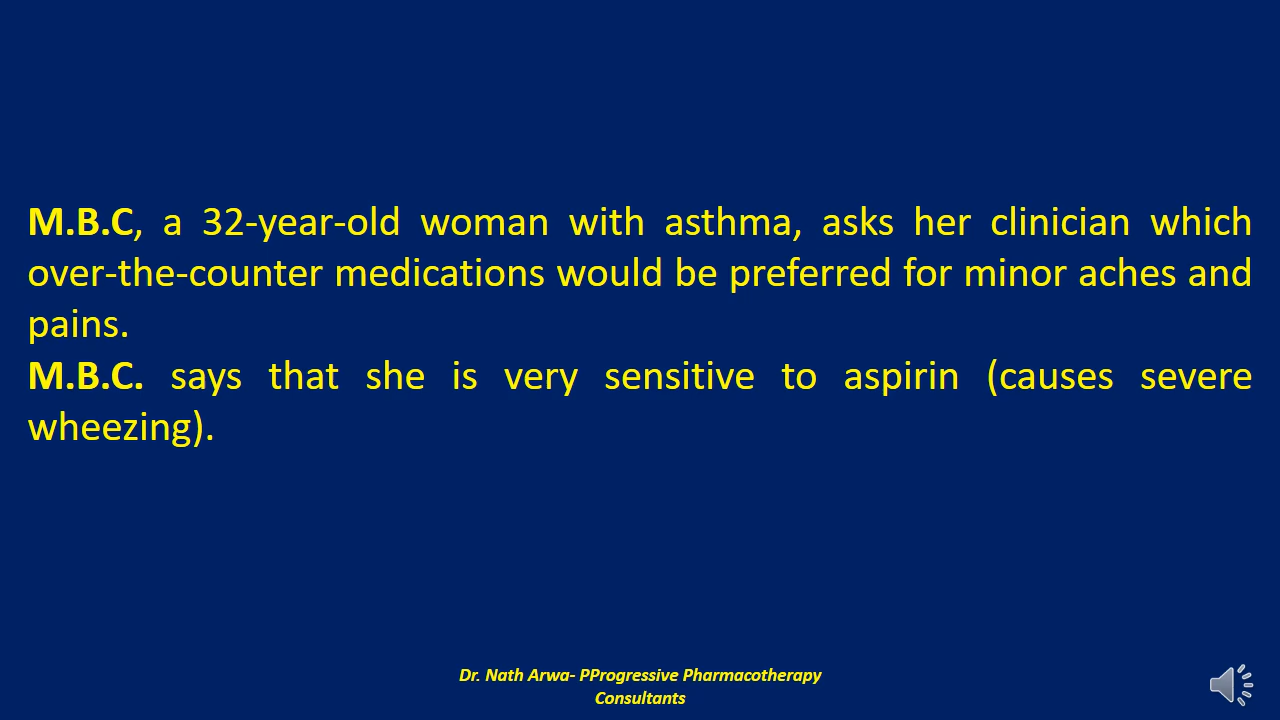 M.B.C, a 32-year-old woman with asthma, asks her clinician which
over-the-counter medications would be preferred for minor aches and
pains.
M.B.C. says that she is very sensitive to aspirin (causes severe
wheezing).
Dr. Nath Arwa- PProgressive Pharmacotherapy
Consultants